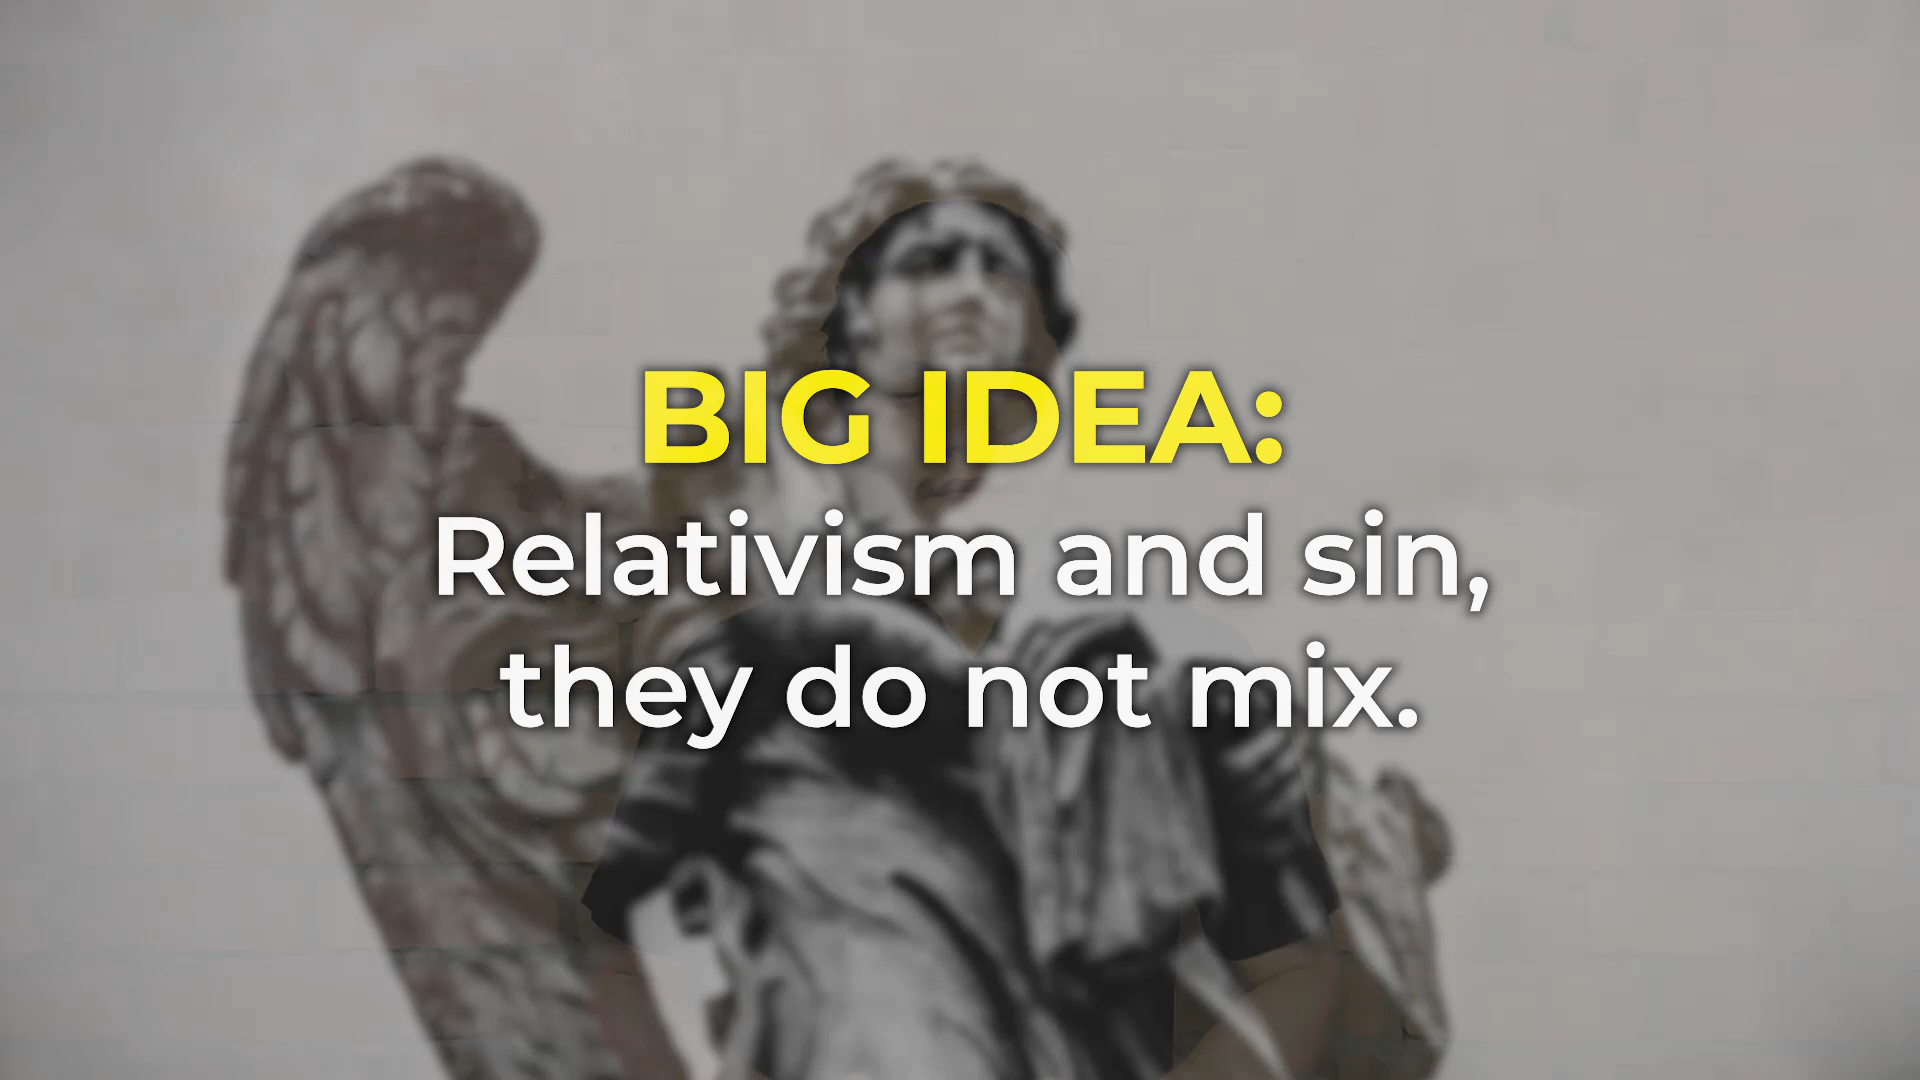 BIG IDEA:
Relativism and sin,
they do not mix.